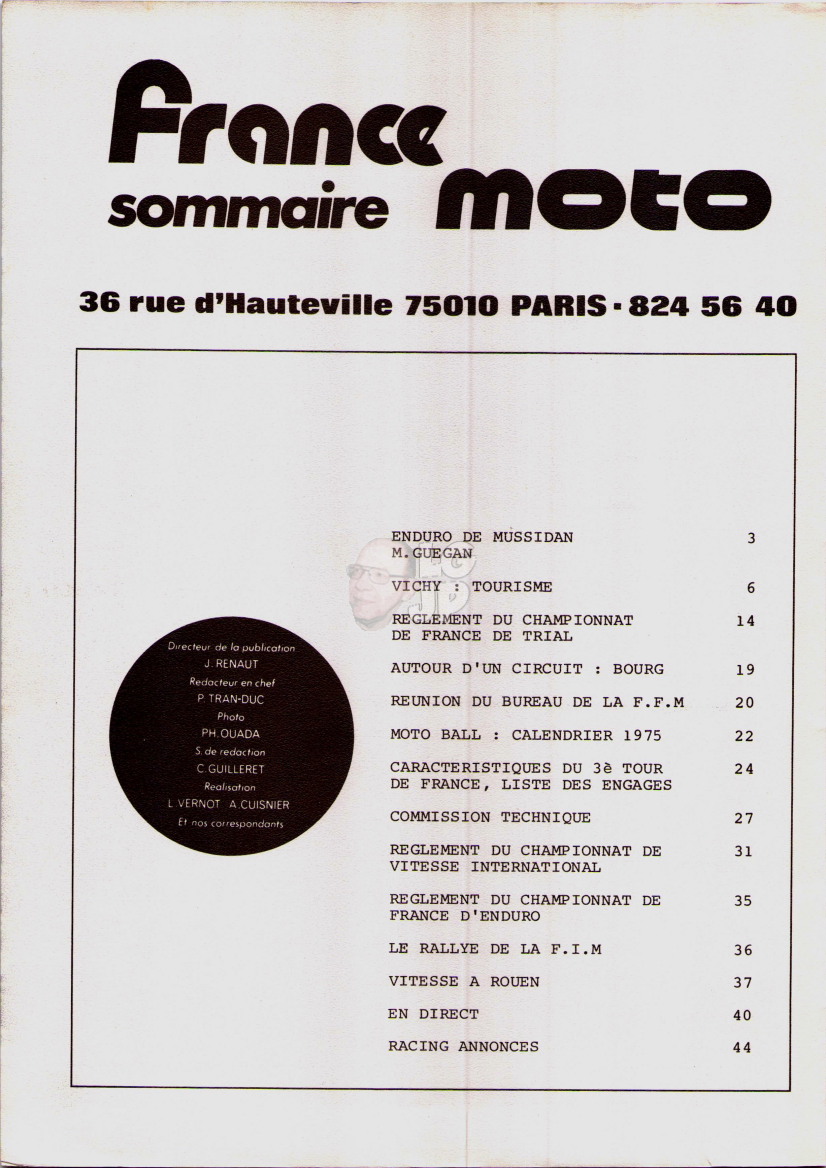 France
sommaire moto
36 rue d'Hauteville 75010 PARIS · 824 56 40
ENDURO DE MUSSIDAN 3
M.GUEGAN
VICHY : TOURISME 6
REGLEMENT DU CHAMPIONNAT 14
DE FRANCE DE TRIAL
AUTOUR D'UN CIRCUIT : BOURG 19
REUNION DU BUREAU DE LA F.F.M 20
MOTO BALL : CALENDRIER 1975 22
CARACTERISTIQUES DU 3è TOUR 24
DE FRANCE, LISTE DES ENGAGES
COMMISSION TECHNIQUE 27
REGLEMENT DU CHAMPIONNAT DE 31
VITESSE INTERNATIONAL
REGLEMENT DU CHAMPIONNAT DE 35
FRANCE D'ENDURO
LE RALLYE DE LA F.I.M 36
VITESSE A ROUEN 37
EN DIRECT 40
RACING ANNONCES 44
Directeur de la publication
J. RENAUT
Redacteur en chef
P. TRAN-DUC
Photo
PH. OUADA
S. de redaction
C. GUILLERET
Realisation
L. VERNOT A. CUISNIER
Et nos correspondants